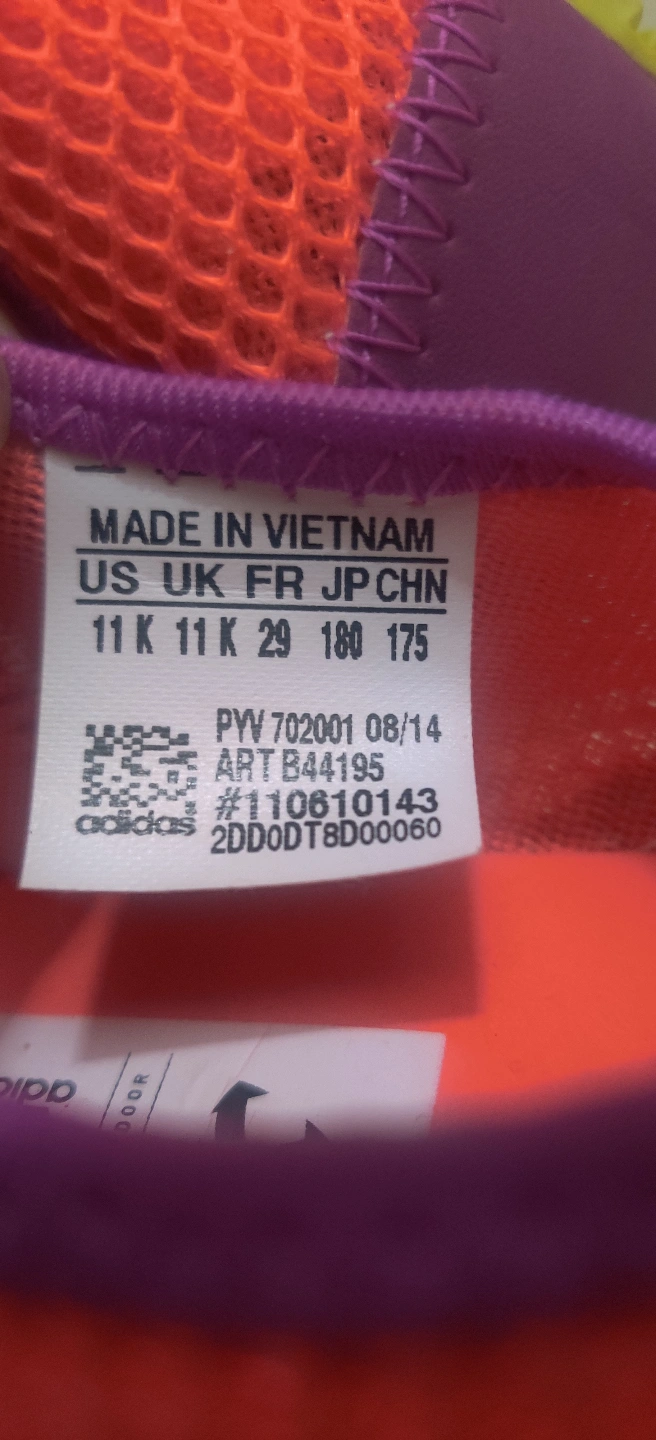 MADE IN VIETNAM
US UK FR JP CHN
11 K 11 K 29 180 175
PYV 702001 08/14
ART B44195
#110610143
adidas
2DD0DT8D00060